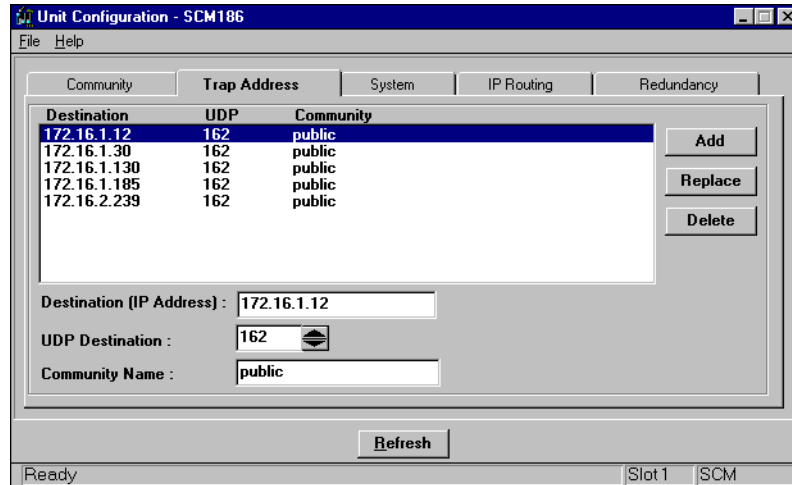 Unit Configuration - SCM186
File Help
Community Trap Address System IP Routing Redundancy
Destination UDP Community
172.16.1.12 162 public
172.16.1.30 162 public
172.16.1.130 162 public
172.16.1.185 162 public
172.16.2.239 162 public
Add
Replace
Delete
Destination (IP Address) : 172.16.1.12
UDP Destination : 162
Community Name : public
Refresh
Ready Slot 1 SCM